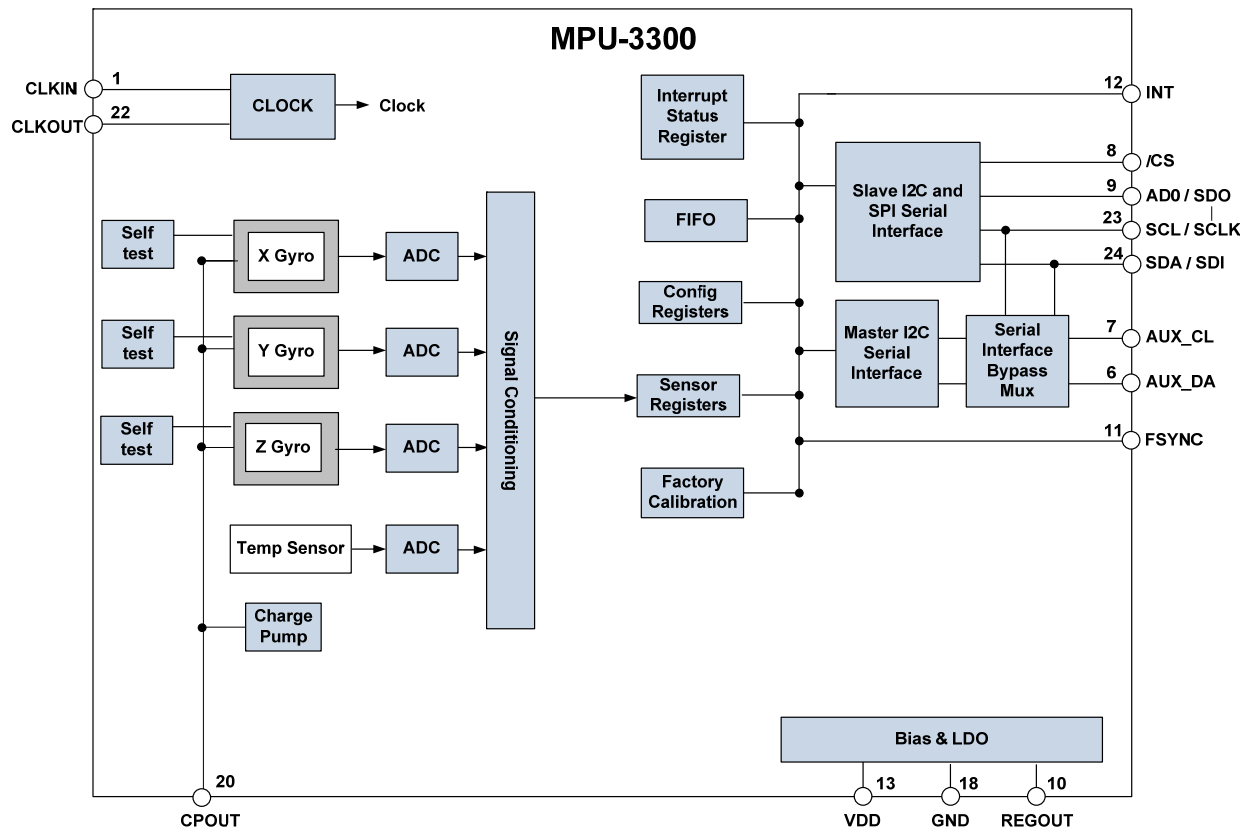 MPU-3300
CLKIN
1
22
CLKOUT
CLOCK
Clock
Self
test
X Gyro
ADC
Self
test
Y Gyro
ADC
Self
test
Z Gyro
ADC
Temp Sensor
ADC
Charge
Pump
Signal Conditioning
Interrupt
Status
Register
FIFO
Config
Registers
Sensor
Registers
Factory
Calibration
Slave I2C and
SPI Serial
Interface
Master I2C
Serial
Interface
Serial
Interface
Bypass
Mux
12
INT
8
/CS
9
AD0 / SDO
23
SCL / SCLK
24
SDA / SDI
7
AUX_CL
6
AUX_DA
11
FSYNC
Bias & LDO
20
CPOUT
13
VDD
18
GND
10
REGOUT